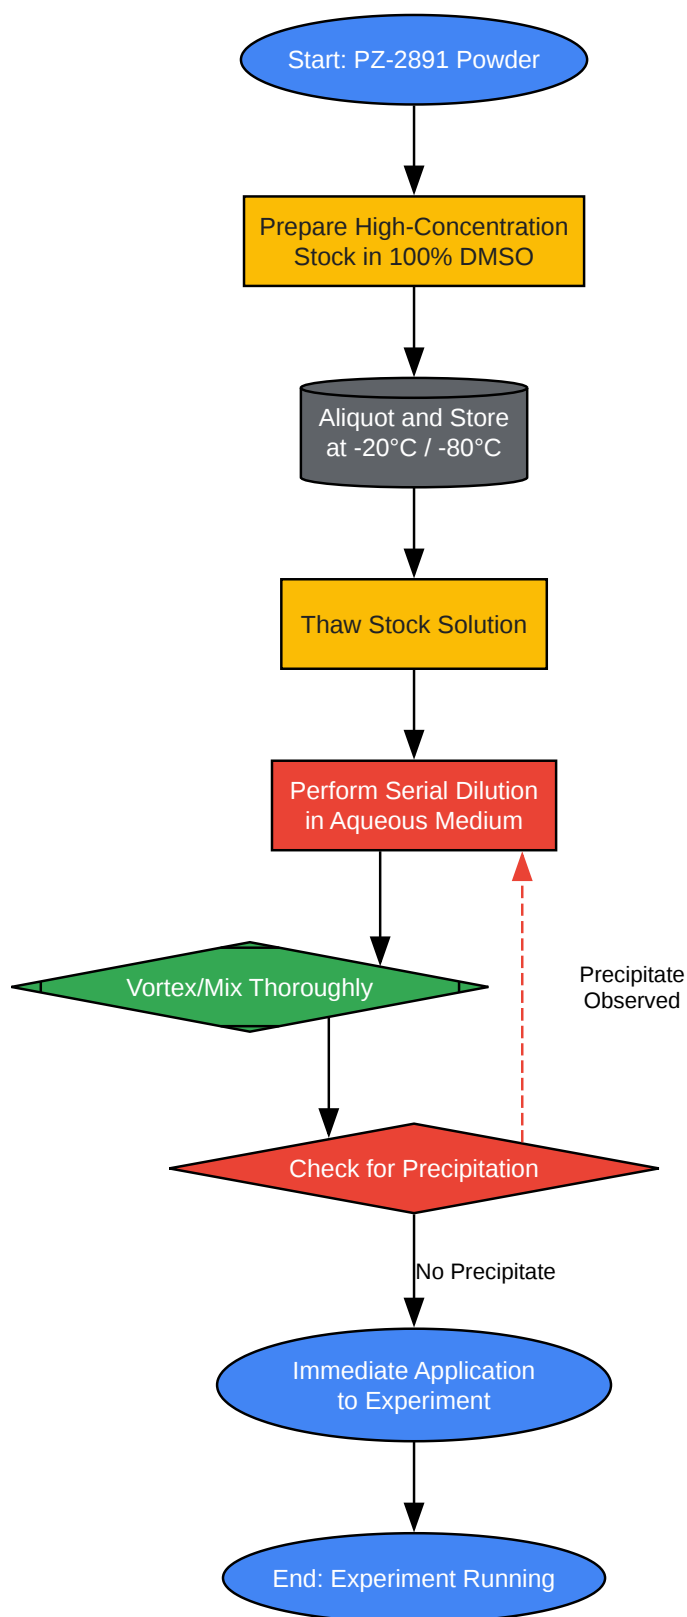 Start: PZ-2891 Powder
Prepare High-Concentration
Stock in 100% DMSO
Aliquot and Store
at -20°C / -80°C
Thaw Stock Solution
Perform Serial Dilution
in Aqueous Medium
Vortex/Mix Thoroughly
Precipitate
Observed
Check for Precipitation
No Precipitate
Immediate Application
to Experiment
End: Experiment Running